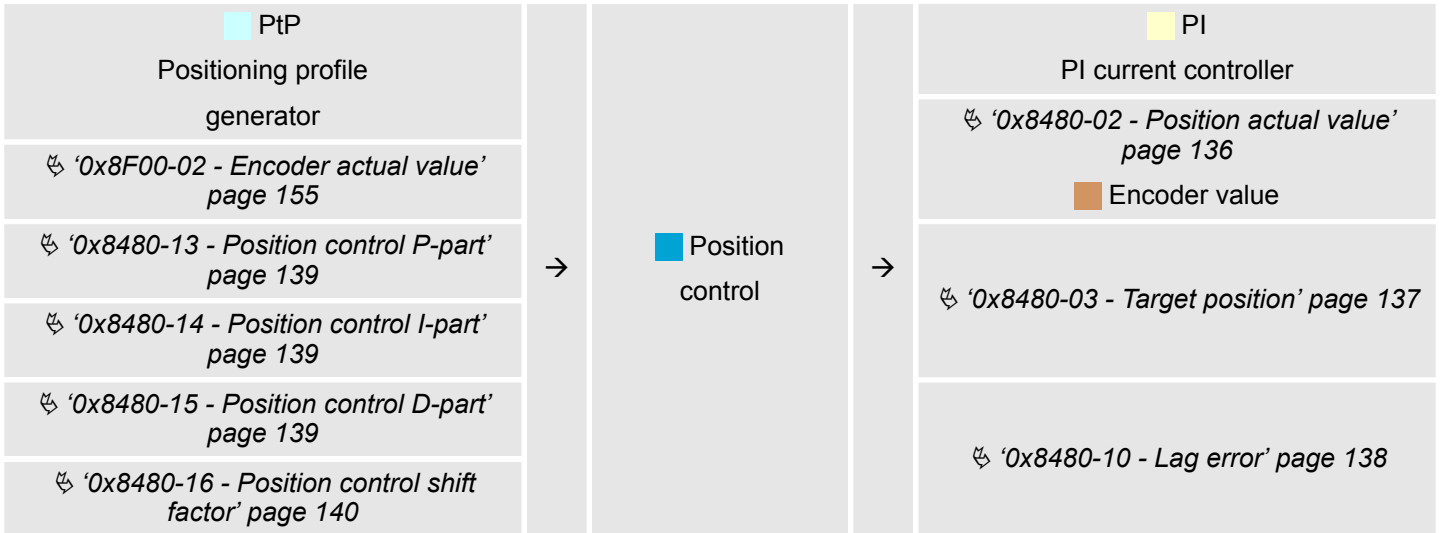 PtP
Positioning profile
generator
↳ ‘0x8F00-02 - Encoder actual value’
page 155
↳ ‘0x8480-13 - Position control P-part’
page 139
↳ ‘0x8480-14 - Position control I-part’
page 139
↳ ‘0x8480-15 - Position control D-part’
page 139
↳ ‘0x8480-16 - Position control shift
factor’ page 140
→
Position
control
→
PI
PI current controller
↳ ‘0x8480-02 - Position actual value’
page 136
Encoder value
↳ ‘0x8480-03 - Target position’ page 137
↳ ‘0x8480-10 - Lag error’ page 138